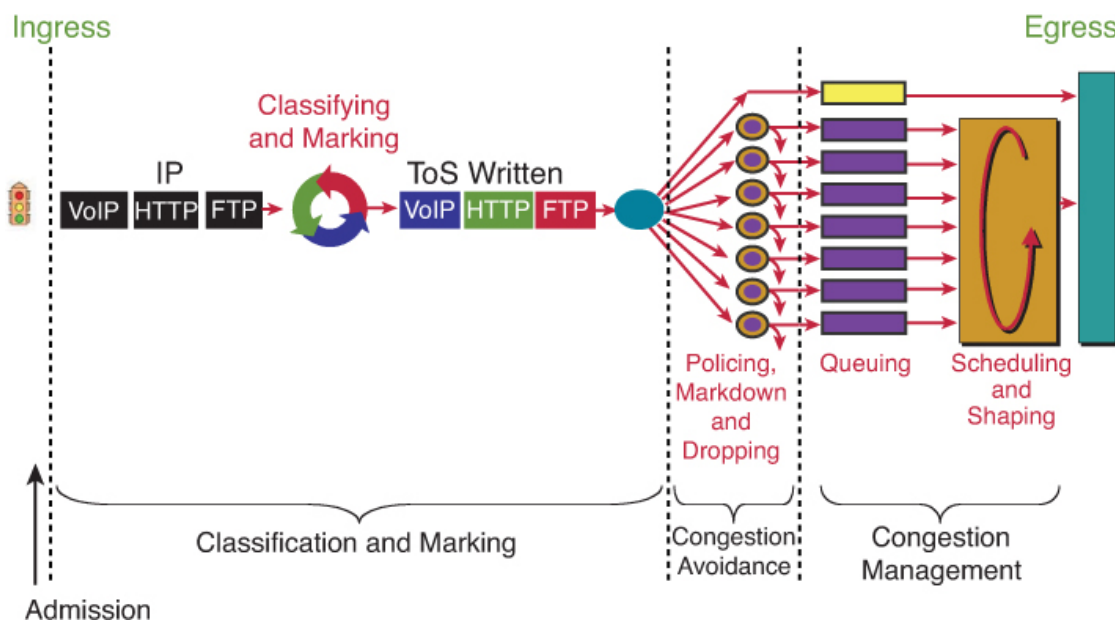 Ingress
Egress
Classifying
and Marking
IP
ToS Written
VoIP HTTP FTP
VoIP HTTP FTP
Policing,
Markdown
and
Dropping
Queuing
Scheduling
and
Shaping
Classification and Marking
Congestion
Avoidance
Congestion
Management
Admission